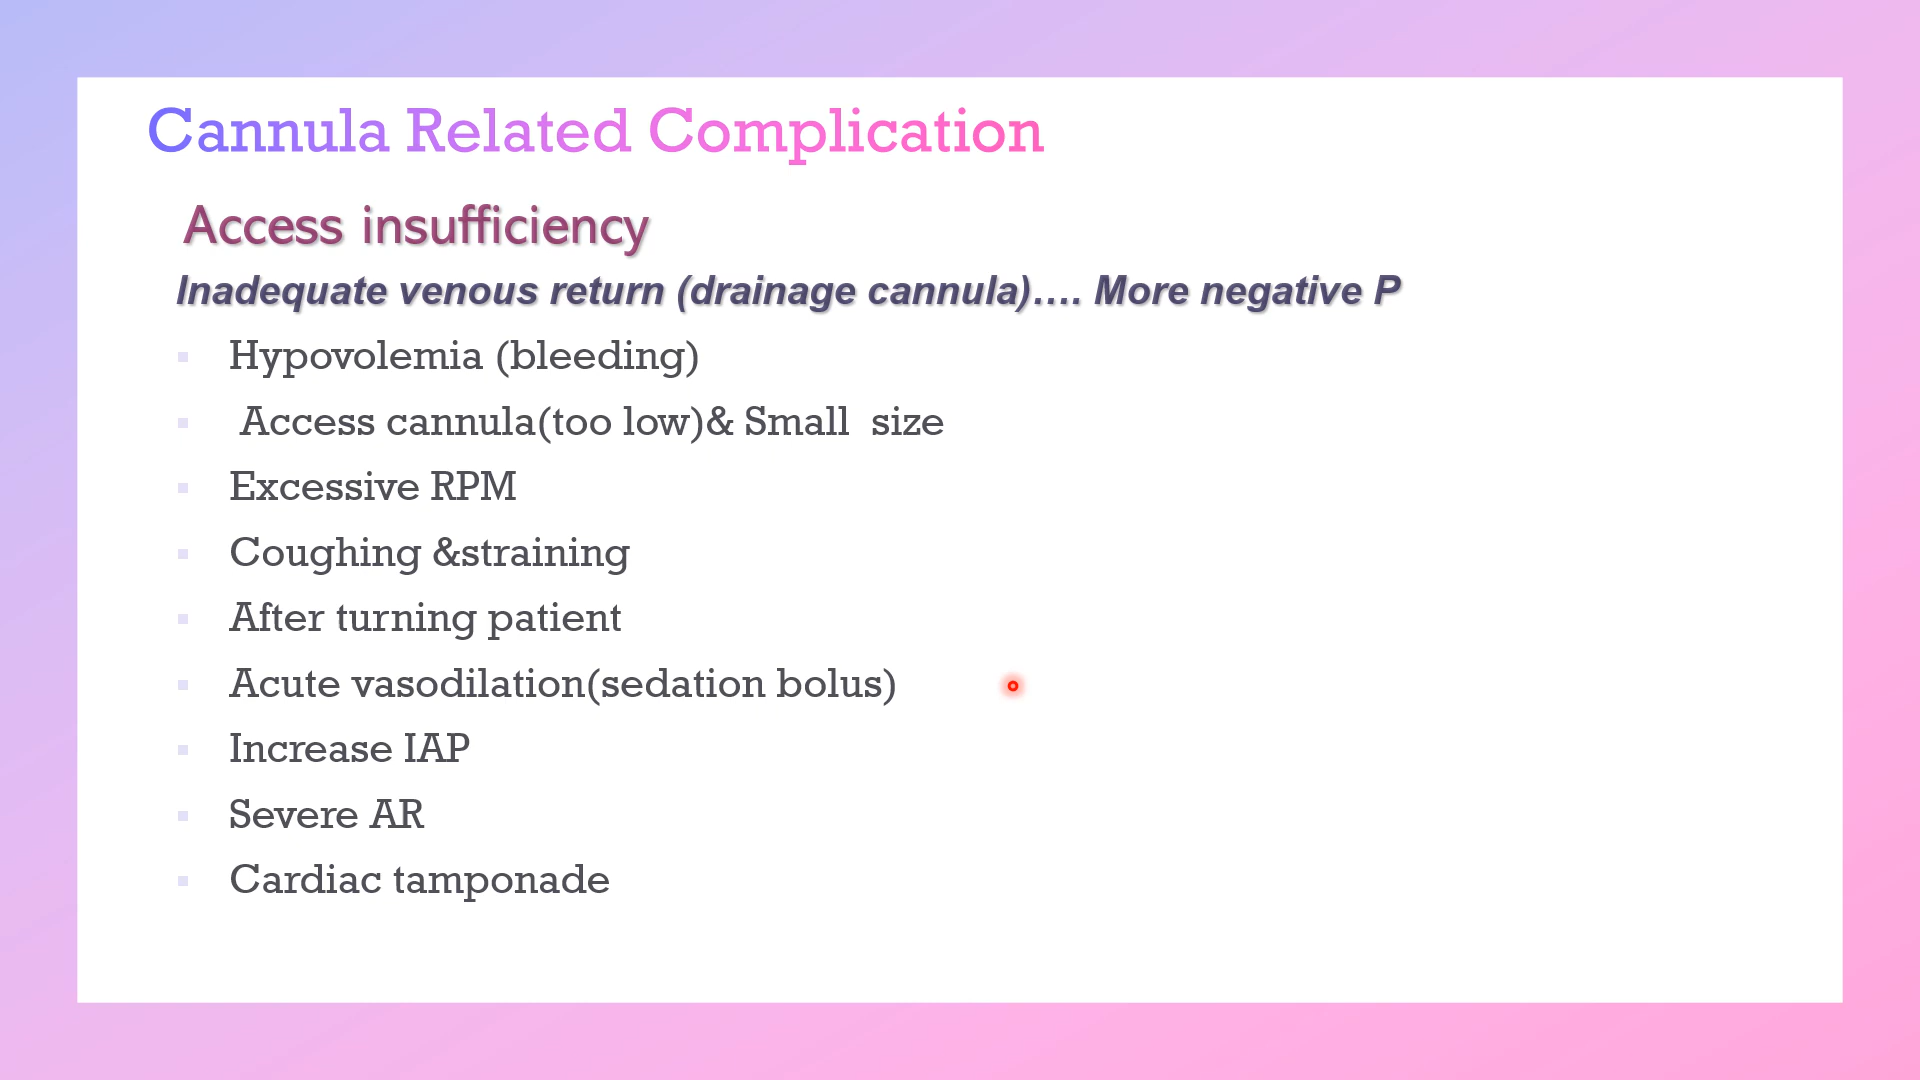 Cannula Related Complication
Access insufficiency
Inadequate venous return (drainage cannula)…. More negative P
Hypovolemia (bleeding)
Access cannula(too low)& Small size
Excessive RPM
Coughing &straining
After turning patient
Acute vasodilation(sedation bolus)
Increase IAP
Severe AR
Cardiac tamponade